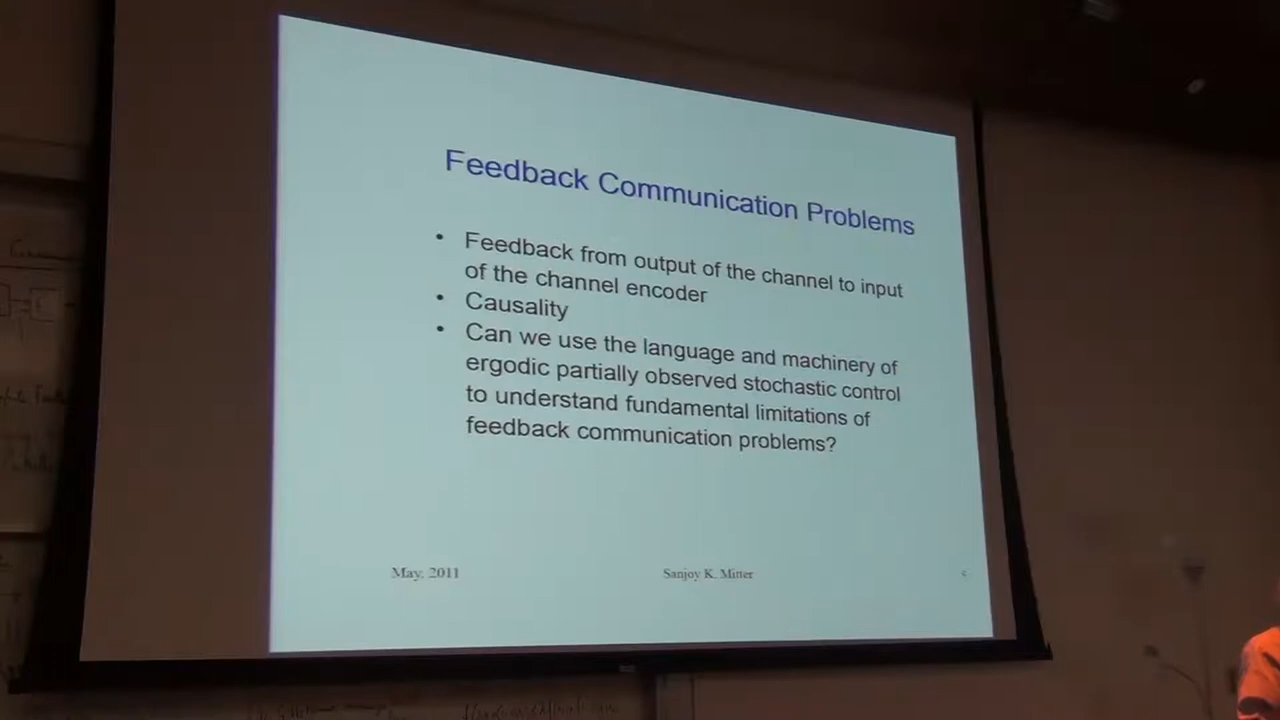 Feedback Communication Problems
• Feedback from output of the channel to input
of the channel encoder
• Causality
• Can we use the language and machinery of
ergodic partially observed stochastic control
to understand fundamental limitations of
feedback communication problems?
May, 2011
Sanjoy K. Mitter